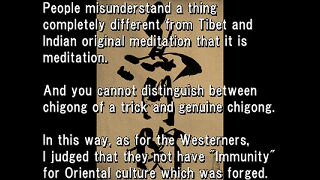 People misunderstand a thing
completely different from Tibet and
Indian original meditation that it is
meditation.
And you cannot distinguish between
chigong of a trick and genuine chigong.
In this way, as for the Westerners,
I judged that they not have "Immunity"
for Oriental culture which was forged.